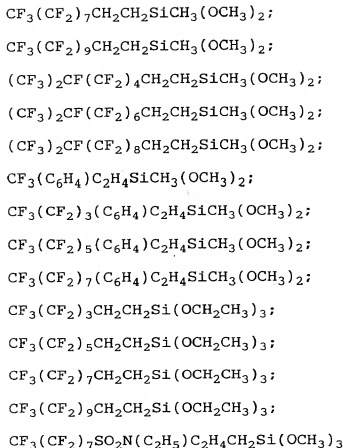 CF3(CF2)7CH2CH2SiCH3(OCH3)2;
CF3(CF2)9CH2CH2SiCH3(OCH3)2;
(CF3)2CF(CF2)4CH2CH2SiCH3(OCH3)2;
(CF3)2CF(CF2)6CH2CH2SiCH3(OCH3)2;
(CF3)2CF(CF2)8CH2CH2SiCH3(OCH3)2;
CF3(C6H4)C2H4SiCH3(OCH3)2;
CF3(CF2)3(C6H4)C2H4SiCH3(OCH3)2;
CF3(CF2)5(C6H4)C2H4SiCH3(OCH3)2;
CF3(CF2)7(C6H4)C2H4SiCH3(OCH3)2;
CF3(CF2)3CH2CH2Si(OCH2CH3)3;
CF3(CF2)5CH2CH2Si(OCH2CH3)3;
CF3(CF2)7CH2CH2Si(OCH2CH3)3;
CF3(CF2)9CH2CH2Si(OCH2CH3)3;
CF3(CF2)7SO2N(C2H5)C2H4CH2Si(OCH3)3